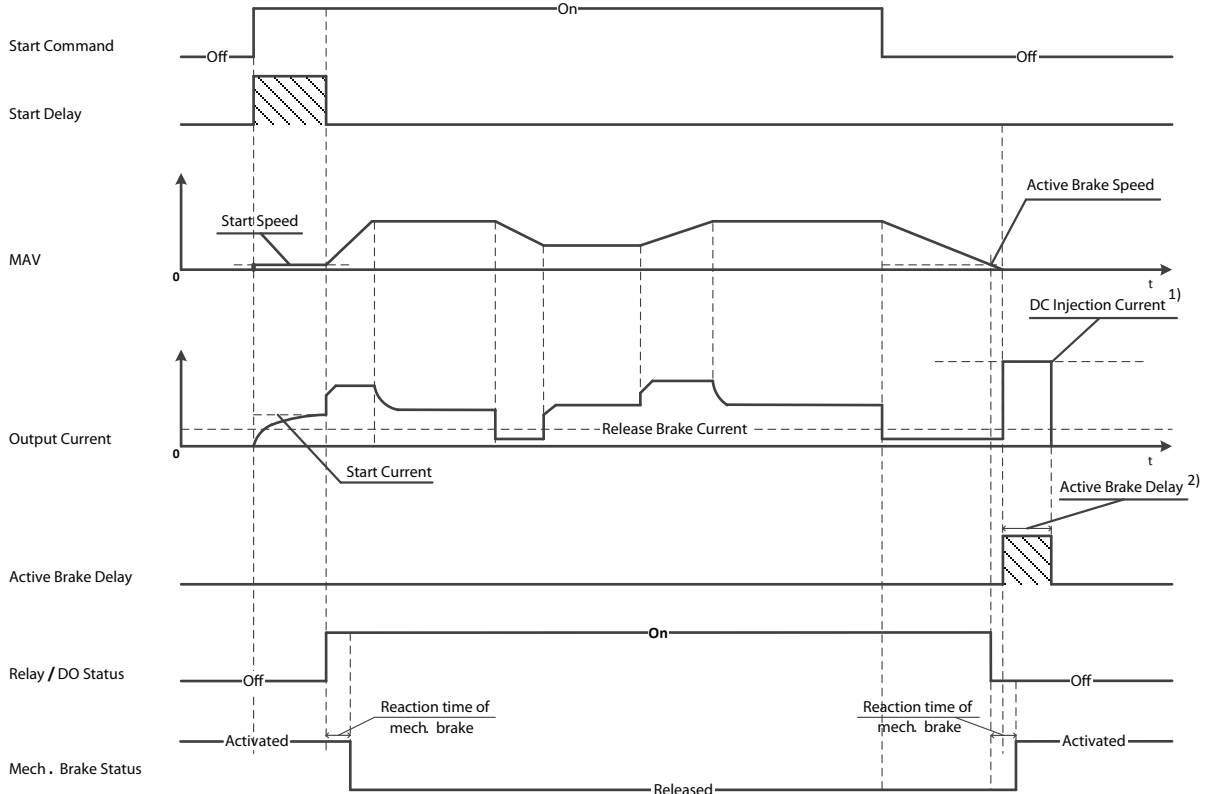 On
Start Command
Off
Off
Start Delay
Active Brake Speed
Start Speed
MAV
0
t
DC Injection Current 1)
Release Brake Current
Output Current
0
t
Start Current
Active Brake Delay 2)
Active Brake Delay
On
Relay / DO Status
Off
Off
Reaction time of
mech. brake
Reaction time of
mech. brake
Activated
Activated
Mech. Brake Status
Released